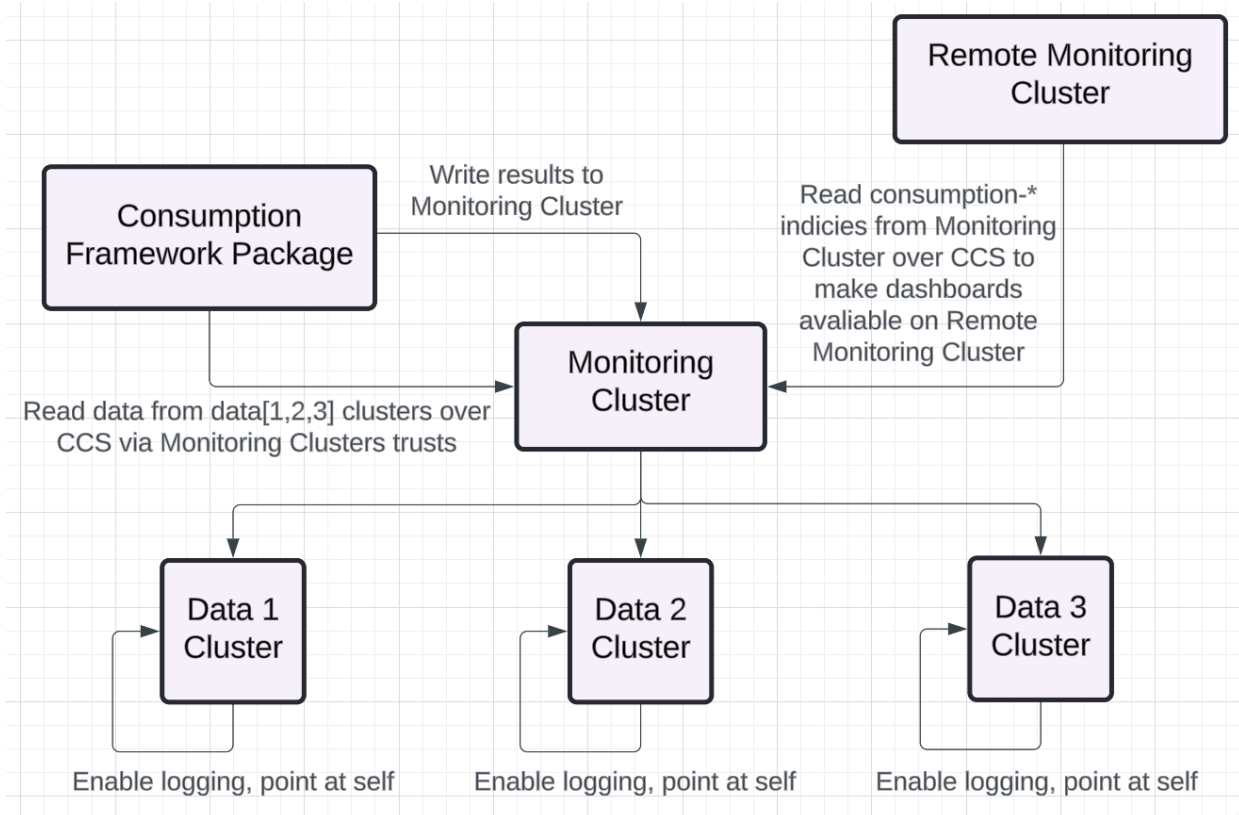 Remote Monitoring
Cluster
Consumption
Framework Package
Write results to
Monitoring Cluster
Read consumption-*
indicies from Monitoring
Cluster over CCS to
make dashboards
avaliable on Remote
Monitoring Cluster
Monitoring
Cluster
Read data from data[1,2,3] clusters over
CCS via Monitoring Clusters trusts
Data 1
Cluster
Data 2
Cluster
Data 3
Cluster
Enable logging, point at self
Enable logging, point at self
Enable logging, point at self